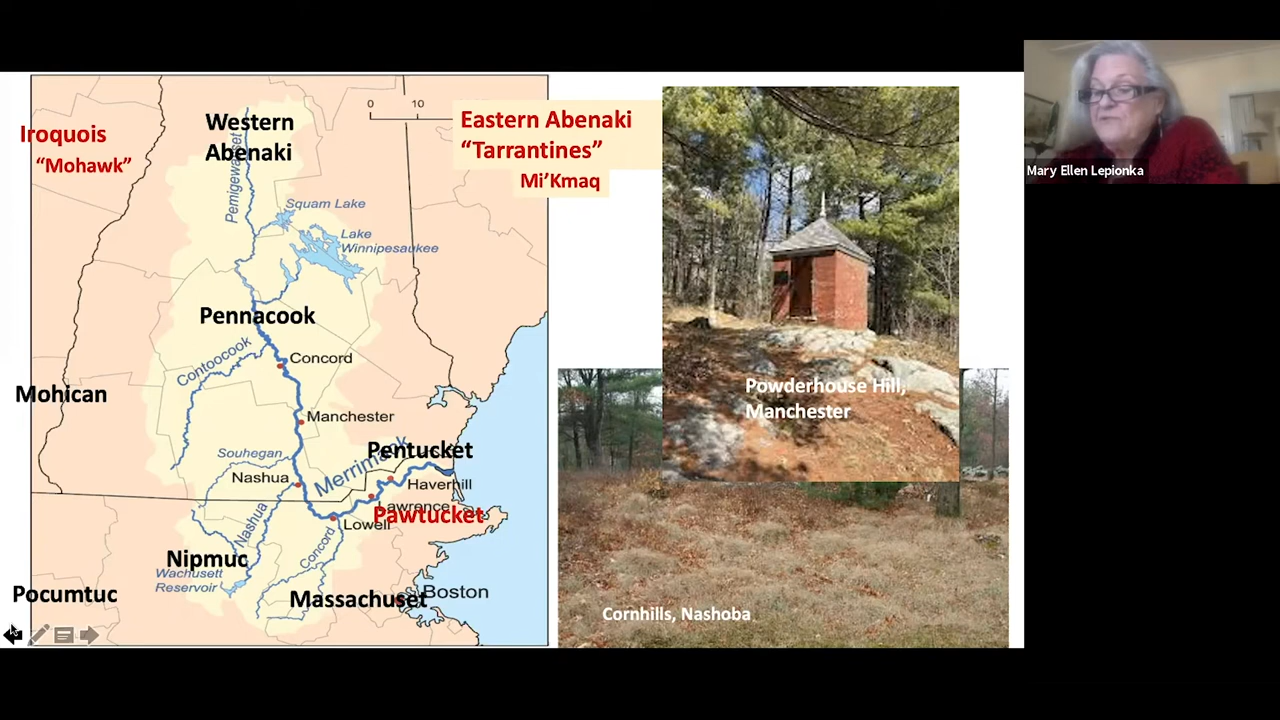 Western
Abenaki
Iroquois
"Mohawk"
Eastern Abenaki
"Tarrantines"
Mi'Kmaq
0 10
Pemigewasset
Squam Lake
Lake
Winnipesaukee
Pennacook
Contoocook
Concord
Mohican
Manchester
Pentucket
Souhegan
Merrimack
Nashua
Haverhill
Lawrence
Pawtucket
Lowell
Nashua
Concord
Nipmuc
Wachusett
Reservoir
Pocumtuc
Massachuset
Boston
Powderhouse Hill,
Manchester
Cornhills, Nashoba
Mary Ellen Lepionka